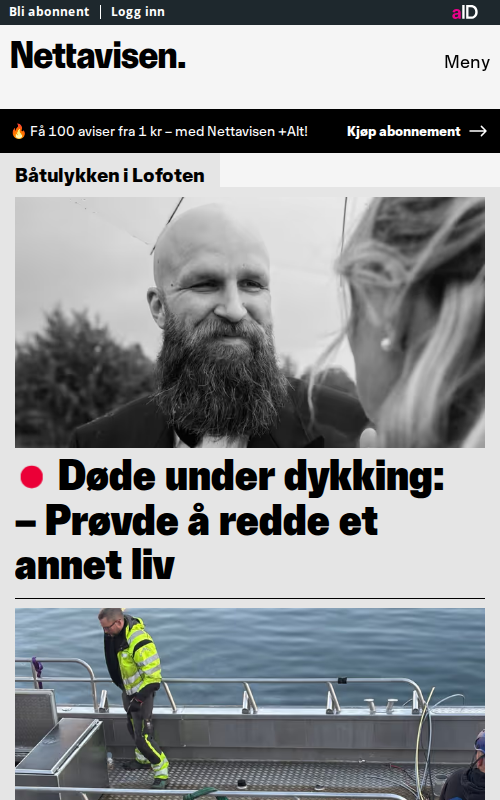 Bli abonnent | Logg inn
aID
Nettavisen.
Meny
🔥 Få 100 aviser fra 1 kr – med Nettavisen +Alt!
Kjøp abonnement →
Båtulykken i Lofoten
Døde under dykking:
– Prøvde å redde et
annet liv